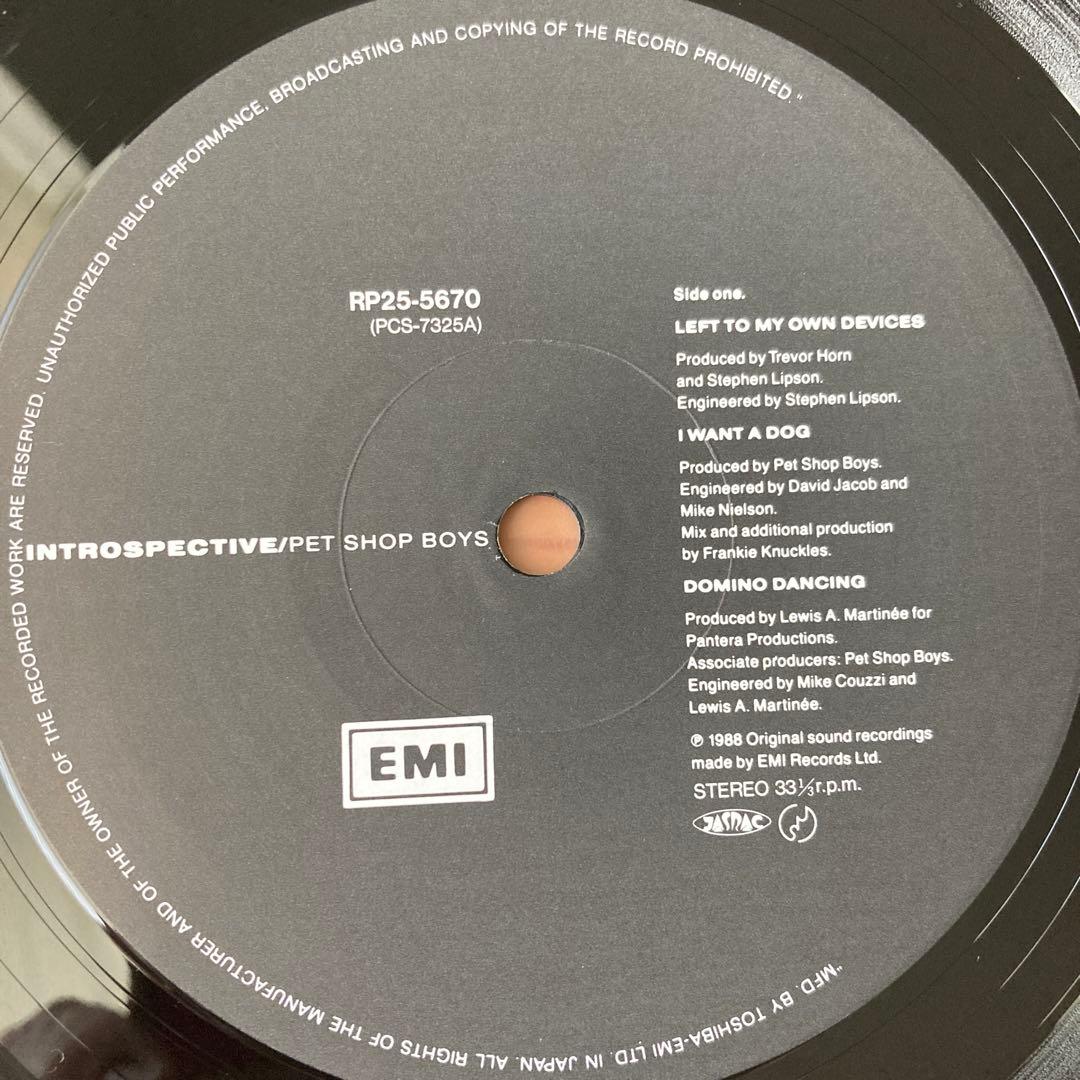 "MFD. BY TOSHIBA-EMI LTD. IN JAPAN. ALL RIGHTS OF THE MANUFACTURER AND OF THE OWNER OF THE RECORDED WORK ARE RESERVED. UNAUTHORIZED PUBLIC PERFORMANCE, BROADCASTING AND COPYING OF THE RECORD PROHIBITED."
RP25-5670
(PCS-7325A)
INTROSPECTIVE/PET SHOP BOYS
EMI
Side one.
LEFT TO MY OWN DEVICES
Produced by Trevor Horn
and Stephen Lipson.
Engineered by Stephen Lipson.
I WANT A DOG
Produced by Pet Shop Boys.
Engineered by David Jacob and
Mike Nielson.
Mix and additional production
by Frankie Knuckles.
DOMINO DANCING
Produced by Lewis A. Martinée for
Pantera Productions.
Associate producers: Pet Shop Boys.
Engineered by Mike Couzzi and
Lewis A. Martinée.
℗ 1988 Original sound recordings
made by EMI Records Ltd.
STEREO 33⅓r.p.m.
JASRAC